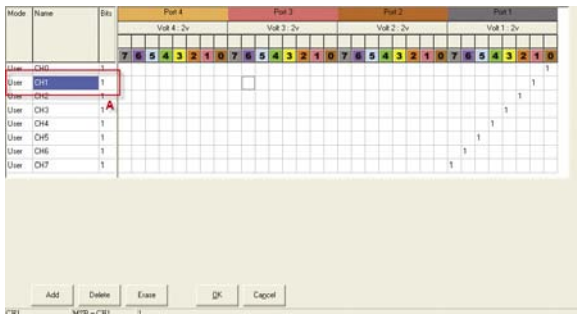 Mode Name Bits Port 4 Port 3 Port 2 Port 1
Volt 4 : 2v Volt 3 : 2v Volt 2 : 2v Volt 1 : 2v
7 6 5 4 3 2 1 0 7 6 5 4 3 2 1 0 7 6 5 4 3 2 1 0 7 6 5 4 3 2 1 0
User CH0 1 1
User CH1 1 1
A
User CH2 1 1
User CH3 1 1
User CH4 1 1
User CH5 1 1
User CH6 1 1
User CH7 1 1
Add Delete Erase OK Cancel